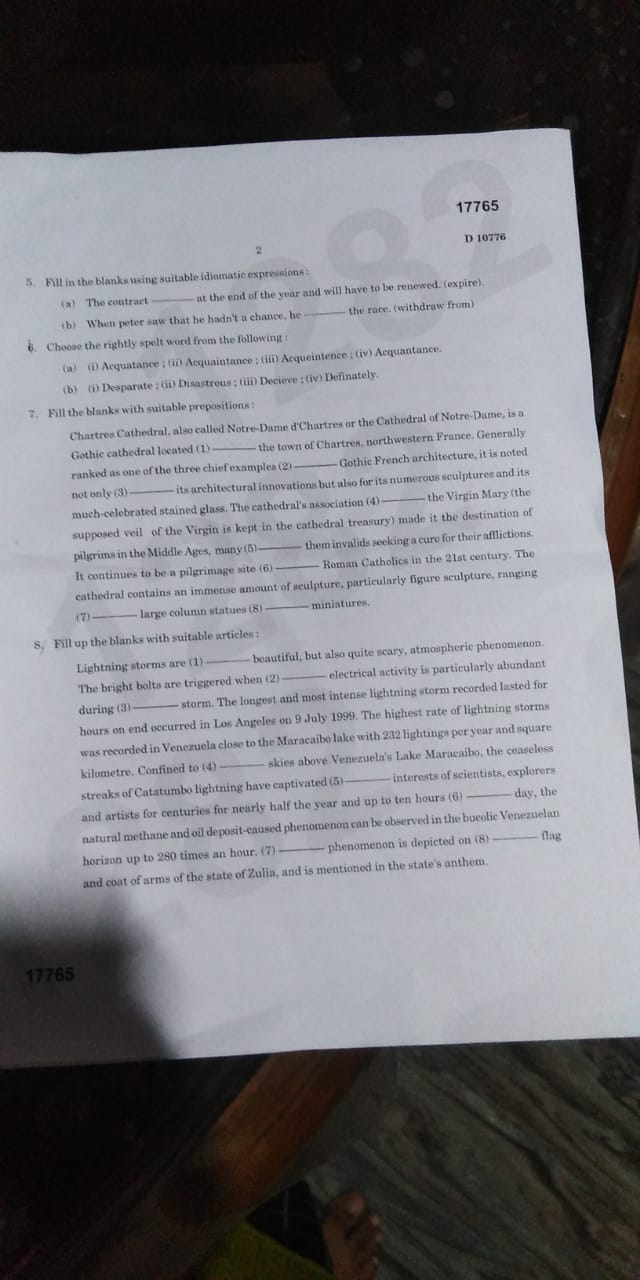 17765
D 10776
2
5. Fill in the blanks using suitable idiomatic expressions :
(a) The contract ——— at the end of the year and will have to be renewed. (expire).
(b) When peter saw that he hadn't a chance, he ——— the race. (withdraw from)
6. Choose the rightly spelt word from the following :
(a) (i) Acquatance ; (ii) Acquaintance ; (iii) Acqueintence ; (iv) Acquantance.
(b) (i) Desparate ; (ii) Disastrous ; (iii) Decieve ; (iv) Definately.
7. Fill the blanks with suitable prepositions :
Chartres Cathedral, also called Notre-Dame d'Chartres or the Cathedral of Notre-Dame, is a
Gothic cathedral located (1) ——— the town of Chartres, northwestern France. Generally
ranked as one of the three chief examples (2) ——— Gothic French architecture, it is noted
not only (3) ——— its architectural innovations but also for its numerous sculptures and its
much-celebrated stained glass. The cathedral's association (4) ——— the Virgin Mary (the
supposed veil of the Virgin is kept in the cathedral treasury) made it the destination of
pilgrims in the Middle Ages, many (5) ——— them invalids seeking a cure for their afflictions.
It continues to be a pilgrimage site (6) ——— Roman Catholics in the 21st century. The
cathedral contains an immense amount of sculpture, particularly figure sculpture, ranging
(7) ——— large column statues (8) ——— miniatures.
8. Fill up the blanks with suitable articles :
Lightning storms are (1) ——— beautiful, but also quite scary, atmospheric phenomenon.
The bright bolts are triggered when (2) ——— electrical activity is particularly abundant
during (3) ——— storm. The longest and most intense lightning storm recorded lasted for
hours on end occurred in Los Angeles on 9 July 1999. The highest rate of lightning storms
was recorded in Venezuela close to the Maracaibo lake with 232 lightings per year and square
kilometre. Confined to (4) ——— skies above Venezuela's Lake Maracaibo, the ceaseless
streaks of Catatumbo lightning have captivated (5) ——— interests of scientists, explorers
and artists for centuries for nearly half the year and up to ten hours (6) ——— day, the
natural methane and oil deposit-caused phenomenon can be observed in the bucolic Venezuelan
horizon up to 280 times an hour. (7) ——— phenomenon is depicted on (8) ——— flag
and coat of arms of the state of Zulia, and is mentioned in the state's anthem.
17765